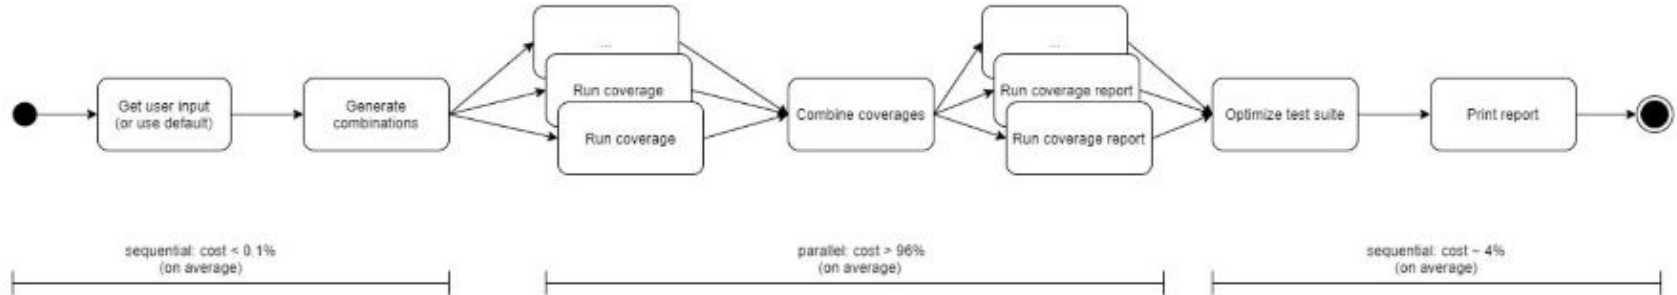 Get user input
(or use default)
Generate
combinations
...
Run coverage
Run coverage
Combine coverages
...
Run coverage report
Run coverage report
Optimize test suite
Print report
sequential: cost < 0.1%
(on average)
parallel: cost > 96%
(on average)
sequential: cost ~ 4%
(on average)